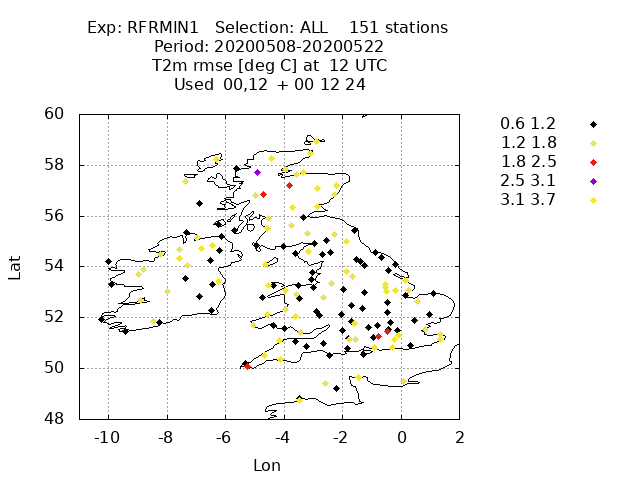 Exp: RFRMIN1 Selection: ALL 151 stations
Period: 20200508-20200522
T2m rmse [deg C] at 12 UTC
Used 00,12 + 00 12 24
60
58
56
54
52
50
48
Lat
-10 -8 -6 -4 -2 0 2
Lon
0.6 1.2
1.2 1.8
1.8 2.5
2.5 3.1
3.1 3.7